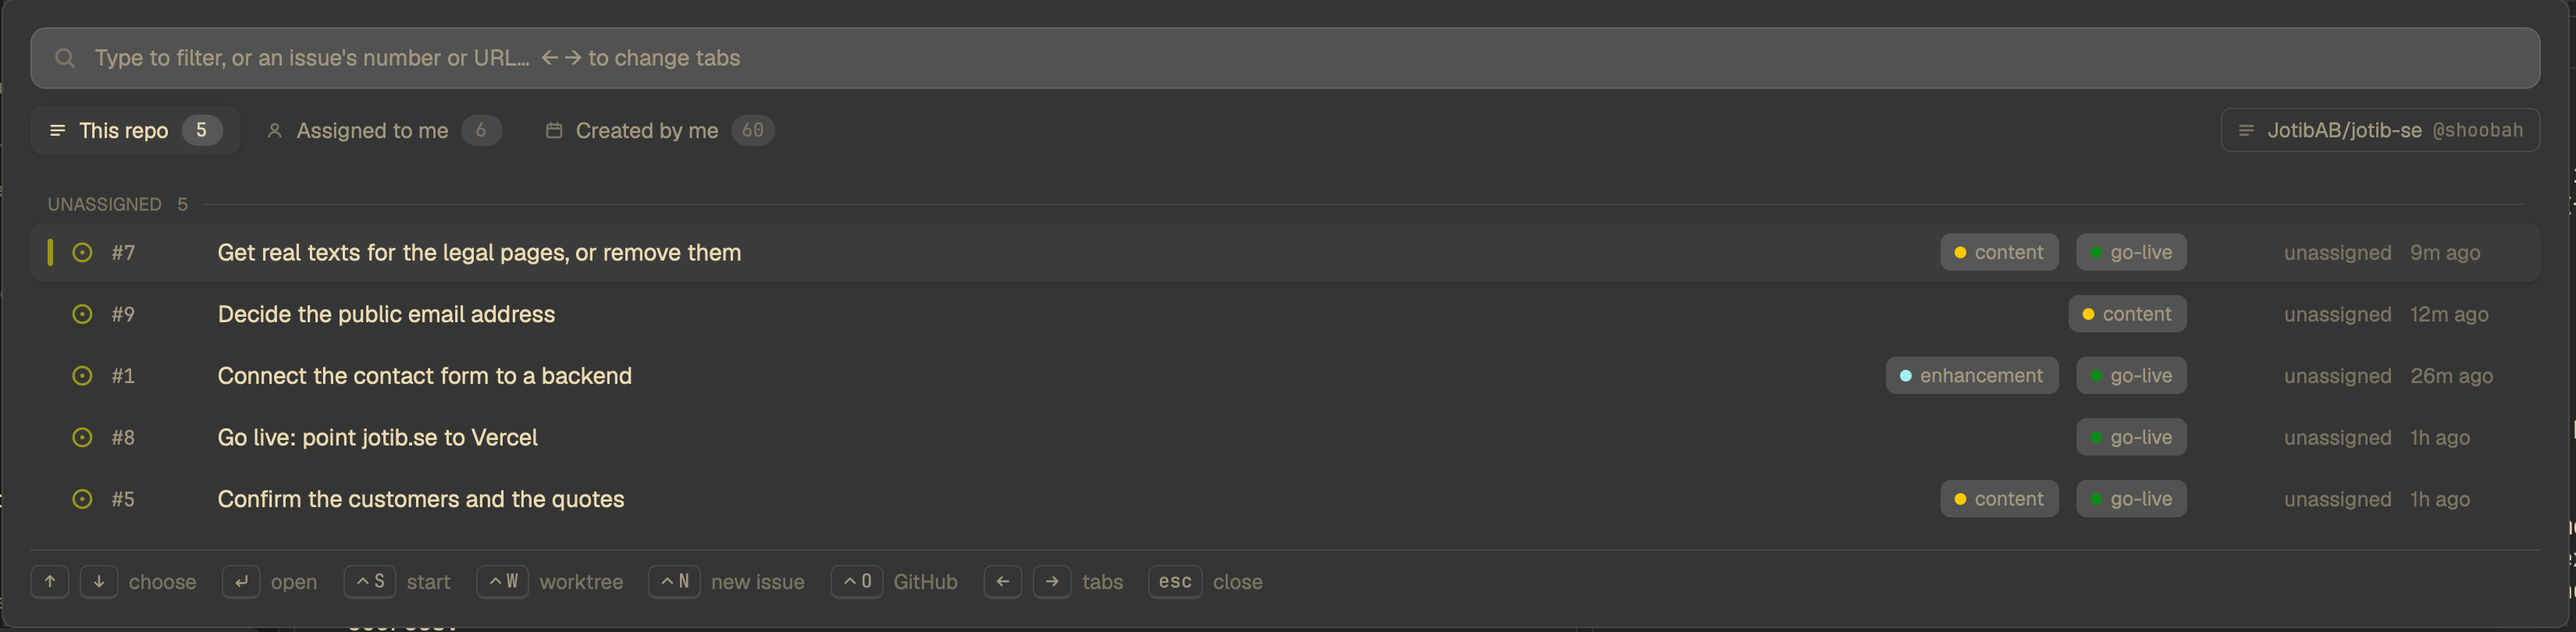 Type to filter, or an issue's number or URL... ← → to change tabs
This repo 5 Assigned to me 6 Created by me 60 JotibAB/jotib-se @shoobah
UNASSIGNED 5
#7 Get real texts for the legal pages, or remove them content go-live unassigned 9m ago
#9 Decide the public email address content unassigned 12m ago
#1 Connect the contact form to a backend enhancement go-live unassigned 26m ago
#8 Go live: point jotib.se to Vercel go-live unassigned 1h ago
#5 Confirm the customers and the quotes content go-live unassigned 1h ago
↑ ↓ choose ↵ open ^ S start ^ W worktree ^ N new issue ^ O GitHub ← → tabs esc close